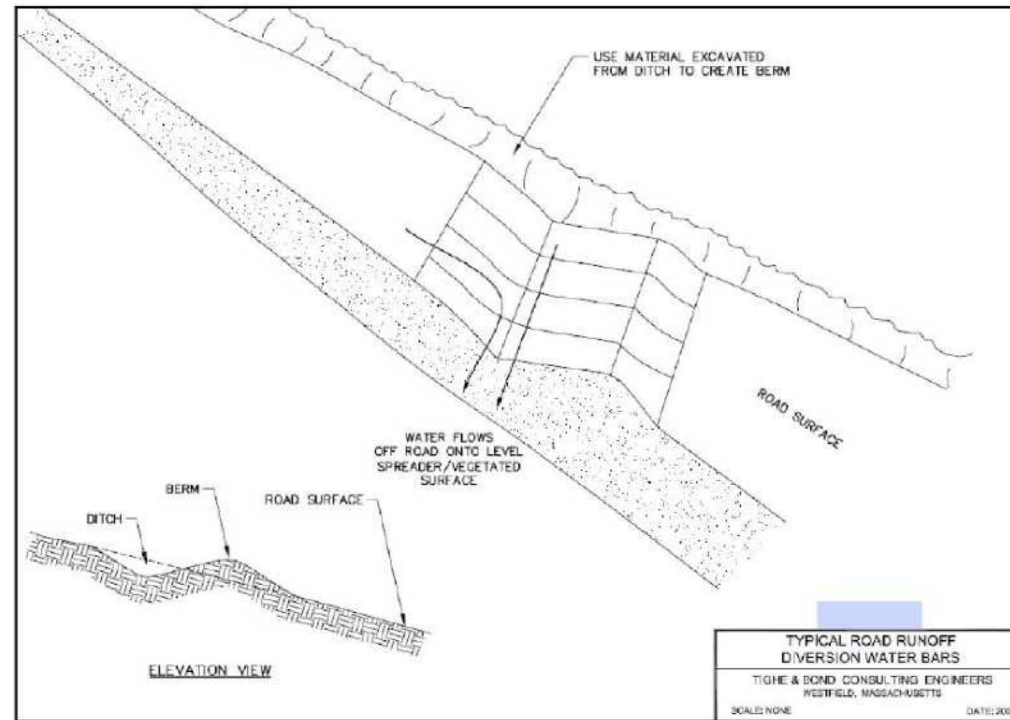 USE MATERIAL EXCAVATED
FROM DITCH TO CREATE BERM
ROAD SURFACE
WATER FLOWS
OFF ROAD ONTO LEVEL
SPREADER/VEGETATED
SURFACE
BERM
ROAD SURFACE
DITCH
ELEVATION VIEW
TYPICAL ROAD RUNOFF
DIVERSION WATER BARS
TIGHE & BOND CONSULTING ENGINEERS
WESTFIELD, MASSACHUSETTS
SCALE: NONE
DATE: 200